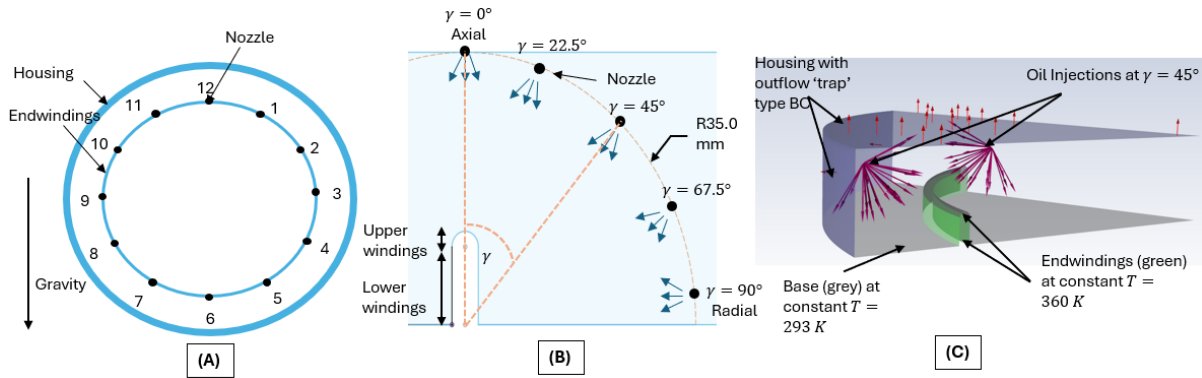 Housing
Nozzle
Endwindings
12
1
2
3
4
5
6
7
8
9
10
11
Gravity
(A)
γ = 0°
Axial
γ = 22.5°
Nozzle
γ = 45°
R35.0
mm
γ = 67.5°
γ = 90°
Radial
γ
Upper
windings
Lower
windings
(B)
Housing with
outflow ‘trap’
type BC
Oil Injections at γ = 45°
Base (grey) at
constant T =
293 K
Endwindings (green)
at constant T =
360 K
(C)